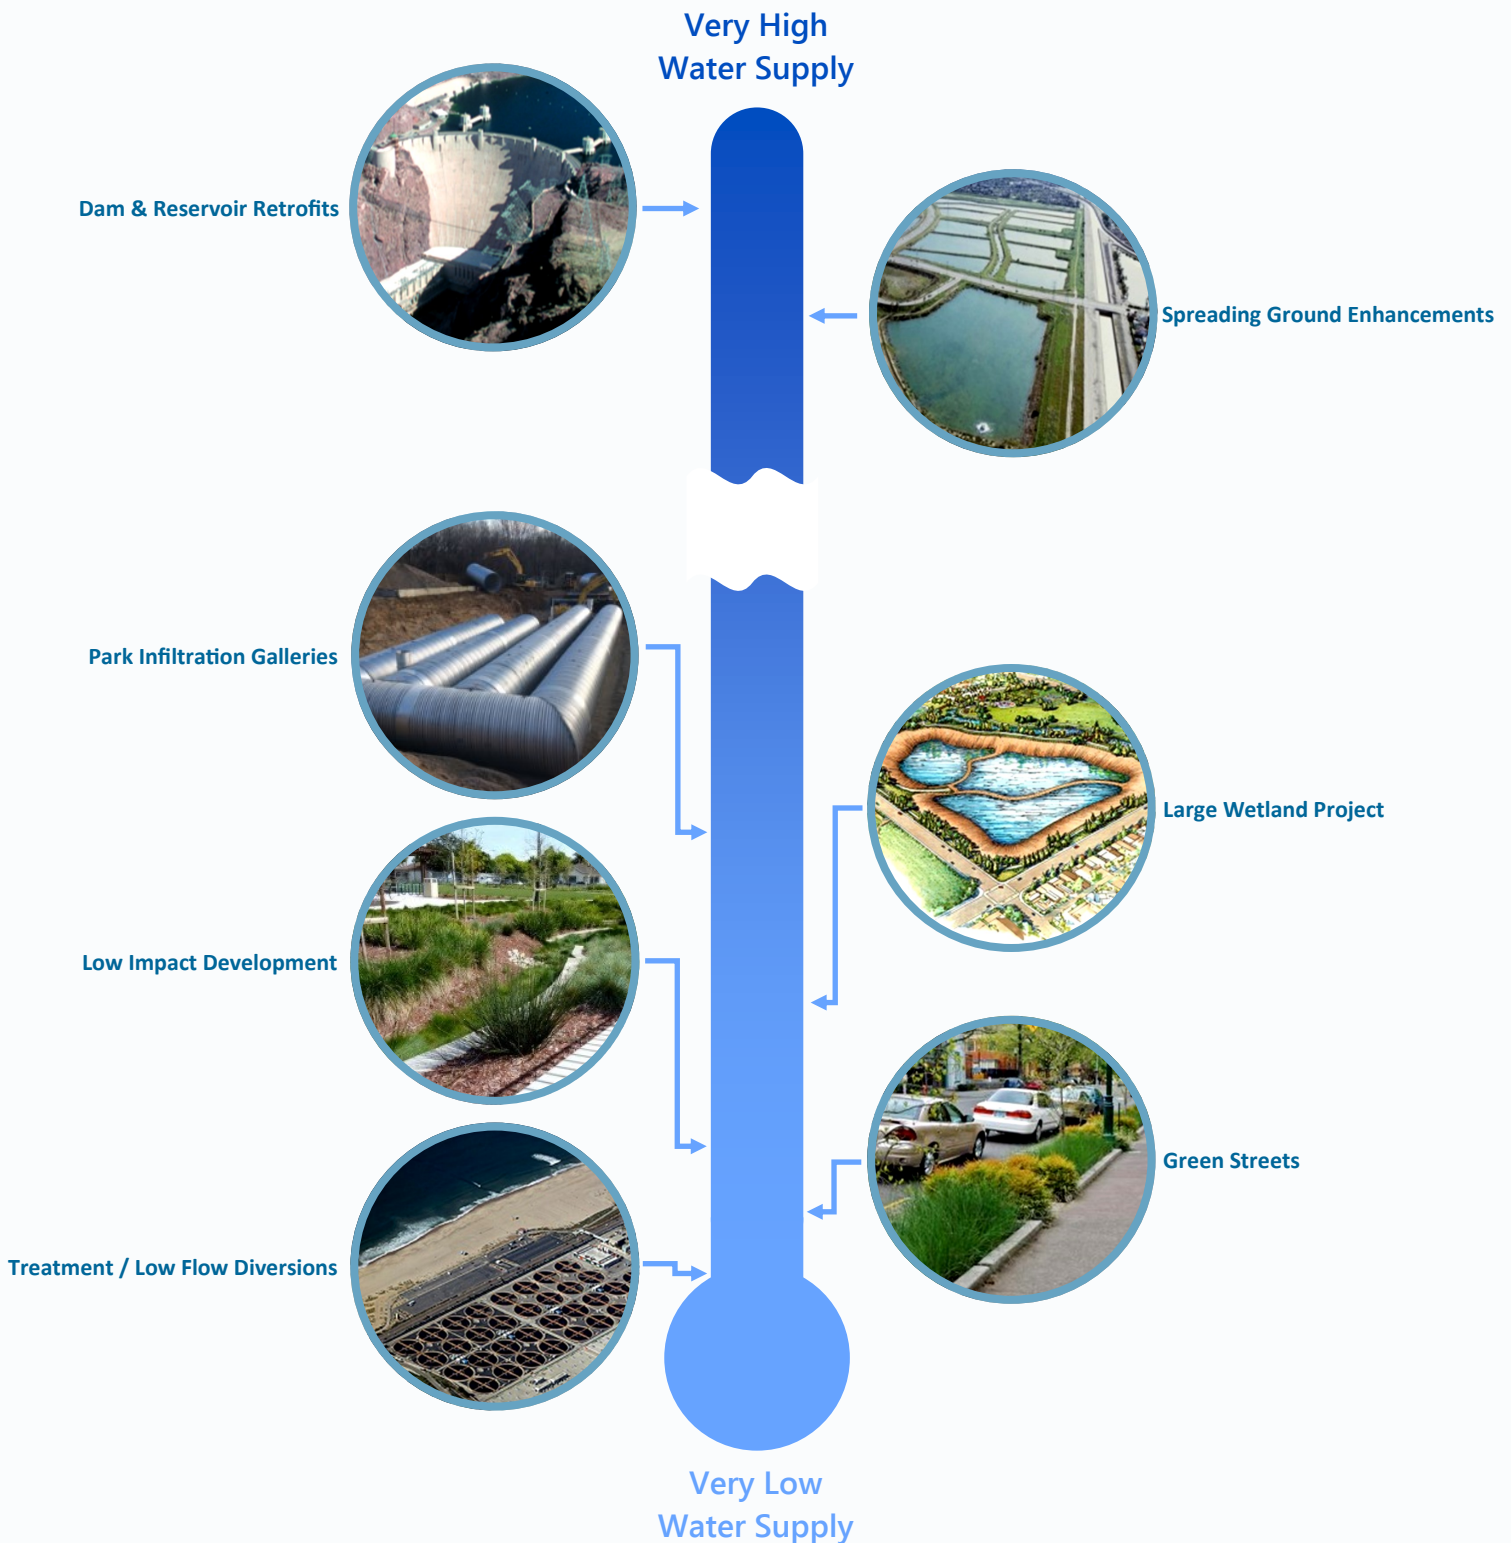 Very High
Water Supply
Dam & Reservoir Retrofits
Spreading Ground Enhancements
Park Infiltration Galleries
Large Wetland Project
Low Impact Development
Green Streets
Treatment / Low Flow Diversions
Very Low
Water Supply